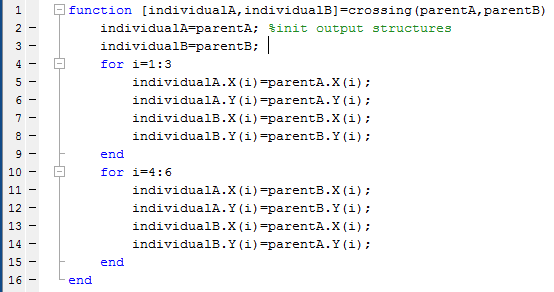 1 function [individualA,individualB]=crossing(parentA,parentB)
2 individualA=parentA; %init output structures
3 individualB=parentB;
4 for i=1:3
5 individualA.X(i)=parentA.X(i);
6 individualA.Y(i)=parentA.Y(i);
7 individualB.X(i)=parentB.X(i);
8 individualB.Y(i)=parentB.Y(i);
9 end
10 for i=4:6
11 individualA.X(i)=parentB.X(i);
12 individualA.Y(i)=parentB.Y(i);
13 individualB.X(i)=parentA.X(i);
14 individualB.Y(i)=parentA.Y(i);
15 end
16 end